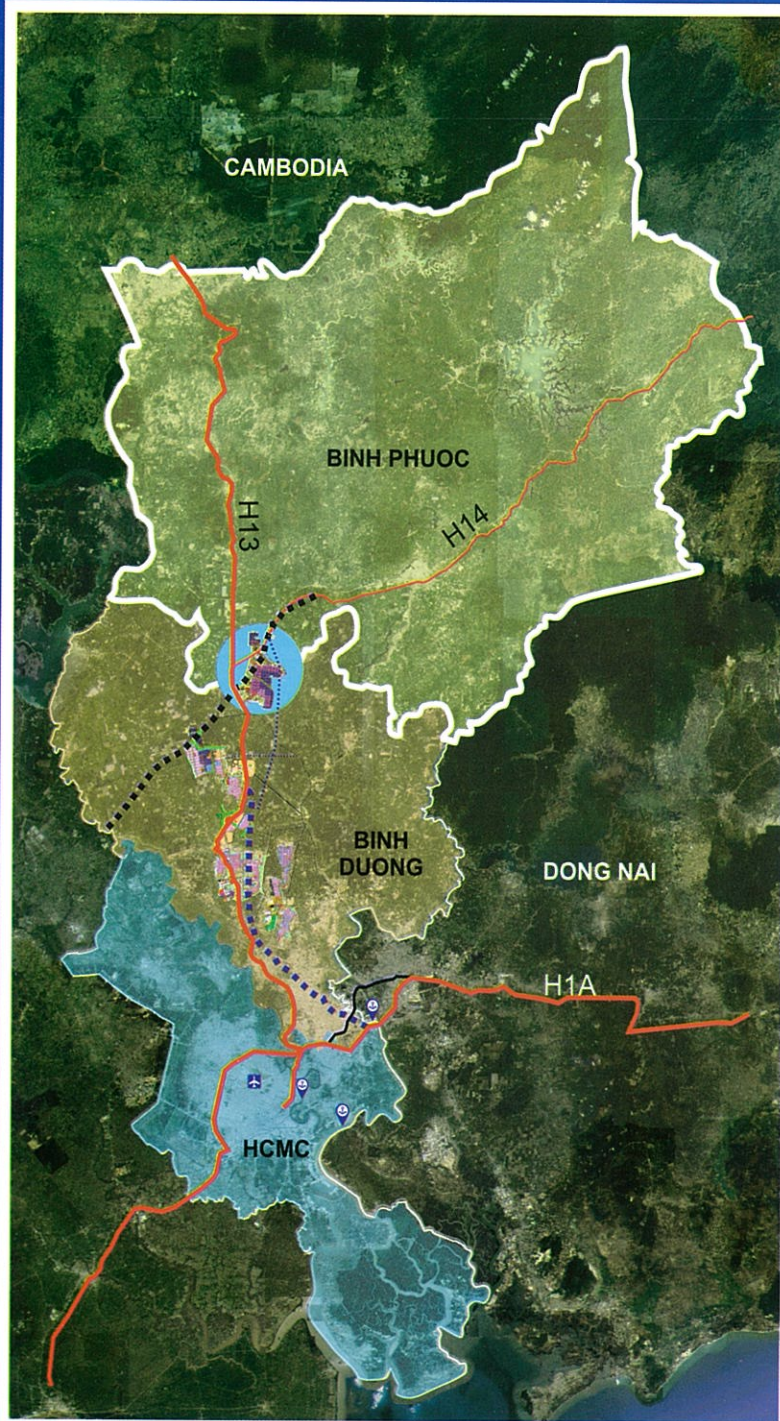 CAMBODIA
BINH PHUOC
H13
H14
BINH
DUONG
DONG NAI
H1A
HCMC